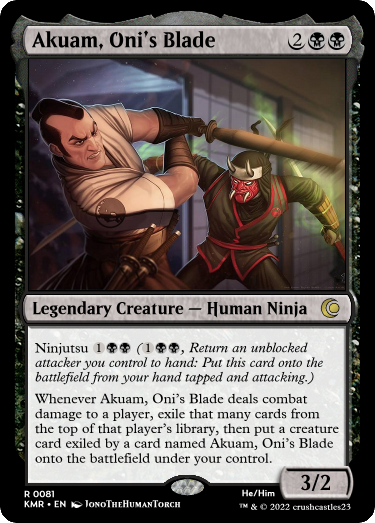 Akuam, Oni's Blade 2
Legendary Creature — Human Ninja
Ninjutsu 1 (1, Return an unblocked
attacker you control to hand: Put this card onto the
battlefield from your hand tapped and attacking.)
Whenever Akuam, Oni's Blade deals combat
damage to a player, exile that many cards from
the top of that player's library, then put a creature
card exiled by a card named Akuam, Oni's Blade
onto the battlefield under your control.
3/2
R 0081 He/Him
KMR • EN JonoTheHumanTorch ™ & © 2022 crushcastles23